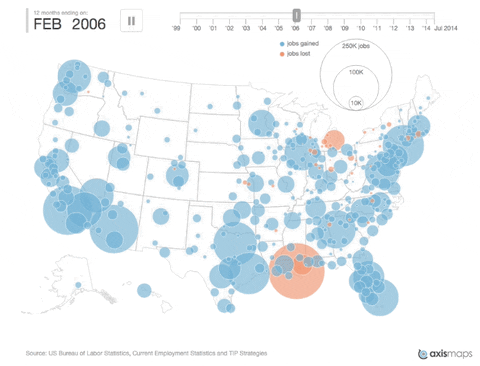 12 months ending on:
FEB 2006
'99 '00 '01 '02 '03 '04 '05 '06 '07 '08 '09 '10 '11 '12 '13 '14 Jul 2014
jobs gained
jobs lost
250K jobs
100K
10K
Source: US Bureau of Labor Statistics, Current Employment Statistics and TIP Strategies
axismaps